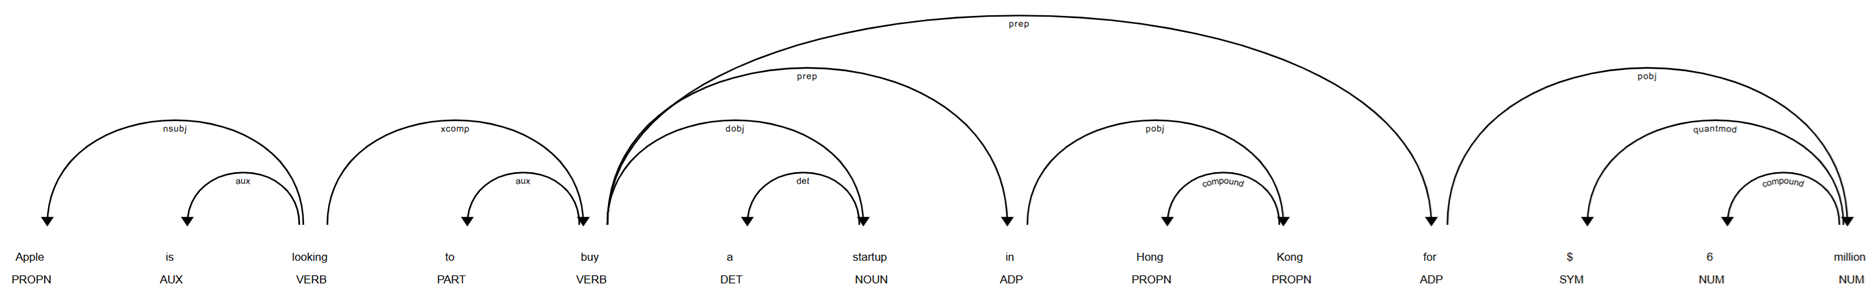 prep
prep pobj
nsubj xcomp dobj pobj quantmod
aux aux det compound compound
Apple is looking to buy a startup in Hong Kong for $ 6 million
PROPN AUX VERB PART VERB DET NOUN ADP PROPN PROPN ADP SYM NUM NUM